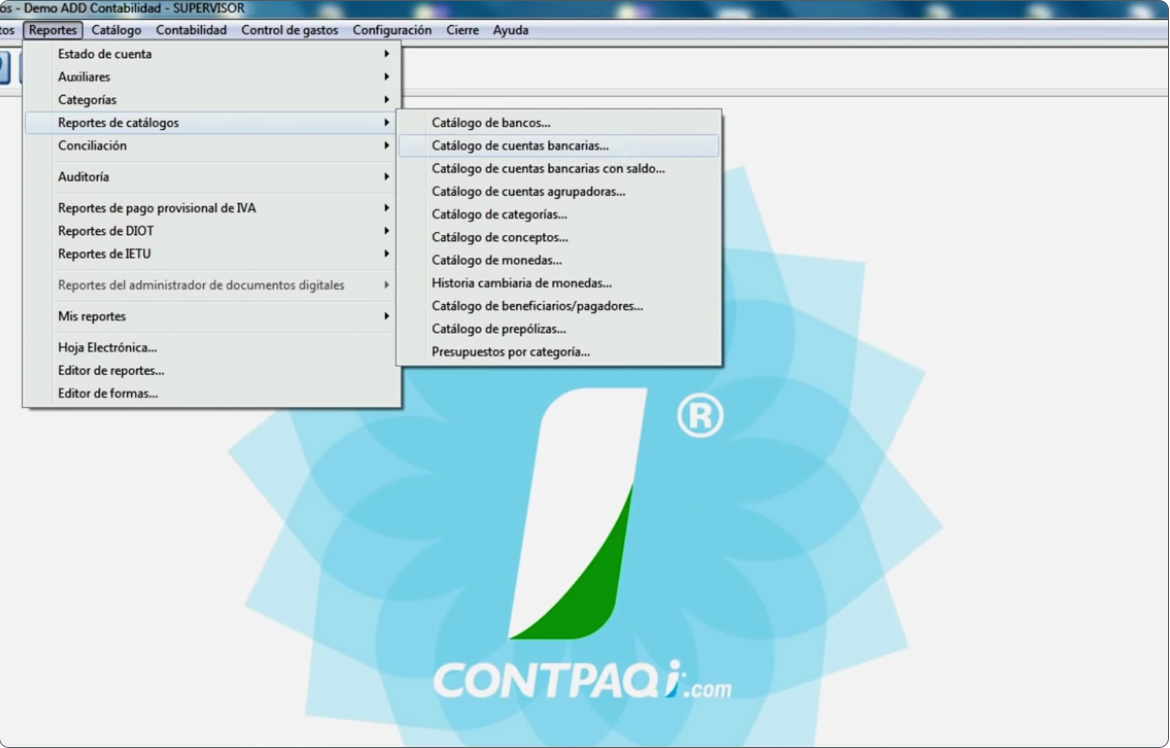 os - Demo ADD Contabilidad - SUPERVISOR
tos Reportes Catálogo Contabilidad Control de gastos Configuración Cierre Ayuda
Estado de cuenta
Auxiliares
Categorías
Reportes de catálogos
Conciliación
Auditoría
Reportes de pago provisional de IVA
Reportes de DIOT
Reportes de IETU
Reportes del administrador de documentos digitales
Mis reportes
Hoja Electrónica...
Editor de reportes...
Editor de formas...
Catálogo de bancos...
Catálogo de cuentas bancarias...
Catálogo de cuentas bancarias con saldo...
Catálogo de cuentas agrupadoras...
Catálogo de categorías...
Catálogo de conceptos...
Catálogo de monedas...
Historia cambiaria de monedas...
Catálogo de beneficiarios/pagadores...
Catálogo de prepólizas...
Presupuestos por categoría...
®
CONTPAQi.com